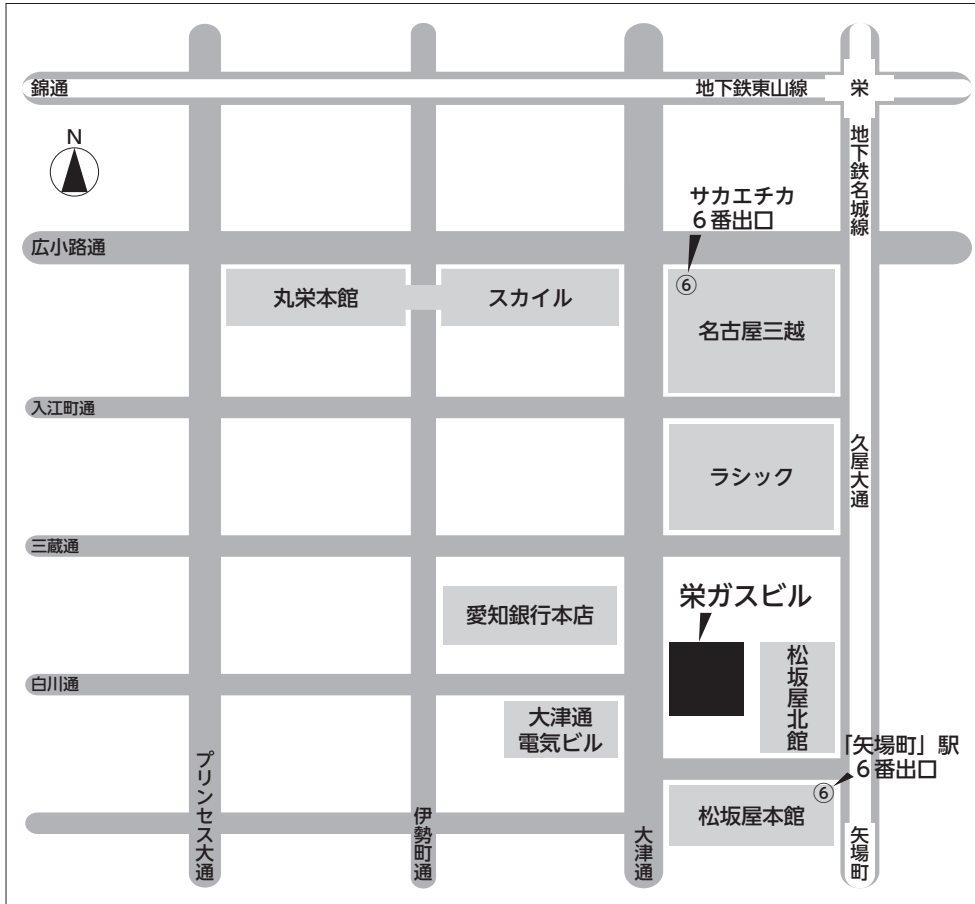 錦通
地下鉄東山線
栄
N
地下鉄名城線
サカエチカ
6番出口
広小路通
⑥
丸栄本館
スカイル
名古屋三越
入江町通
ラシック
久屋大通
三蔵通
栄ガスビル
愛知銀行本店
松坂屋北館
白川通
大津通
電気ビル
「矢場町」駅
6番出口
⑥
松坂屋本館
プリンセス大通
伊勢町通
大津通
矢場町